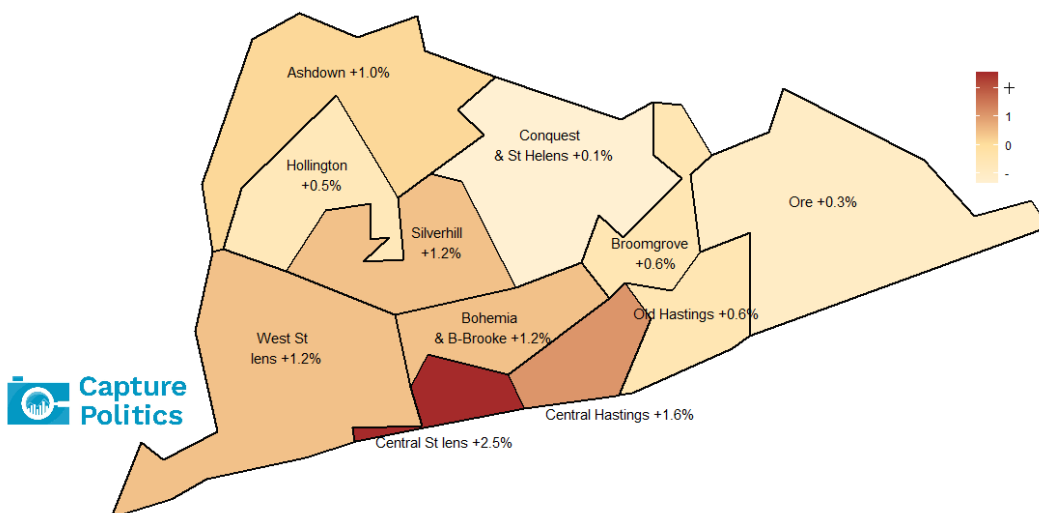 Ashdown +1.0%
Conquest
& St Helens +0.1%
Hollington
+0.5%
Ore +0.3%
Silverhill
+1.2%
Broomgrove
+0.6%
Old Hastings +0.6%
West St
lens +1.2%
Bohemia
& B-Brooke +1.2%
Central Hastings +1.6%
Central St lens +2.5%
+
1
0
-
Capture
Politics